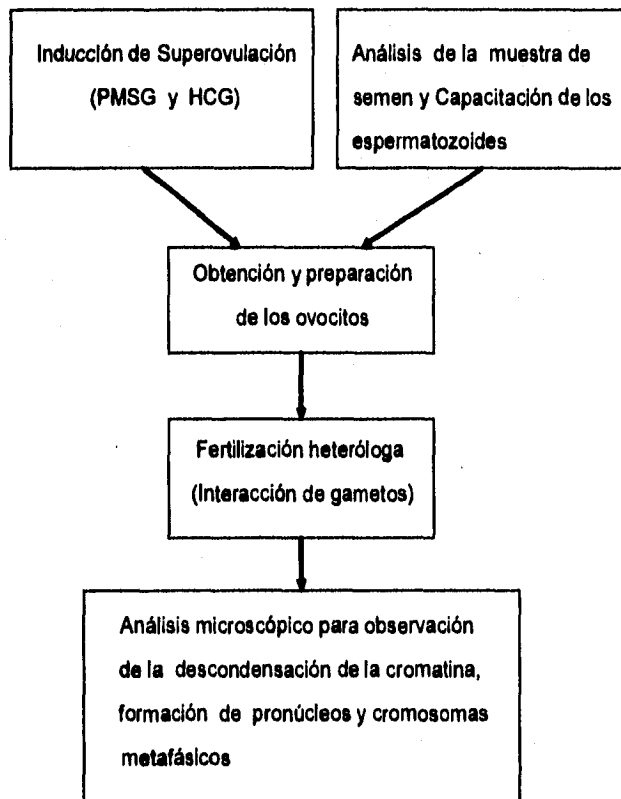 Inducción de Superovulación
(PMSG y HCG)
Análisis de la muestra de
semen y Capacitación de los
espermatozoides
Obtención y preparación
de los ovocitos
Fertilización heteróloga
(Interacción de gametos)
Análisis microscópico para observación
de la descondensación de la cromatina,
formación de pronúcleos y cromosomas
metafásicos